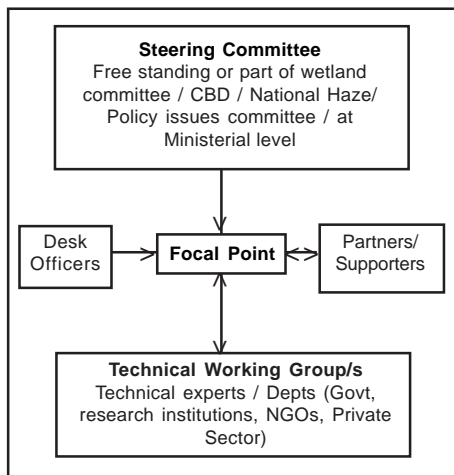 Steering Committee
Free standing or part of wetland
committee / CBD / National Haze/
Policy issues committee / at
Ministerial level
Desk
Officers
Focal Point
Partners/
Supporters
Technical Working Group/s
Technical experts / Depts (Govt,
research institutions, NGOs, Private
Sector)